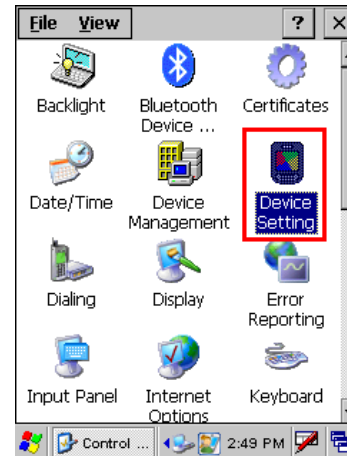 File View ? ×
Backlight Bluetooth Device ... Certificates
Date/Time Device Management Device Setting
Dialing Display Error Reporting
Input Panel Internet Options Keyboard
Control ... 2:49 PM